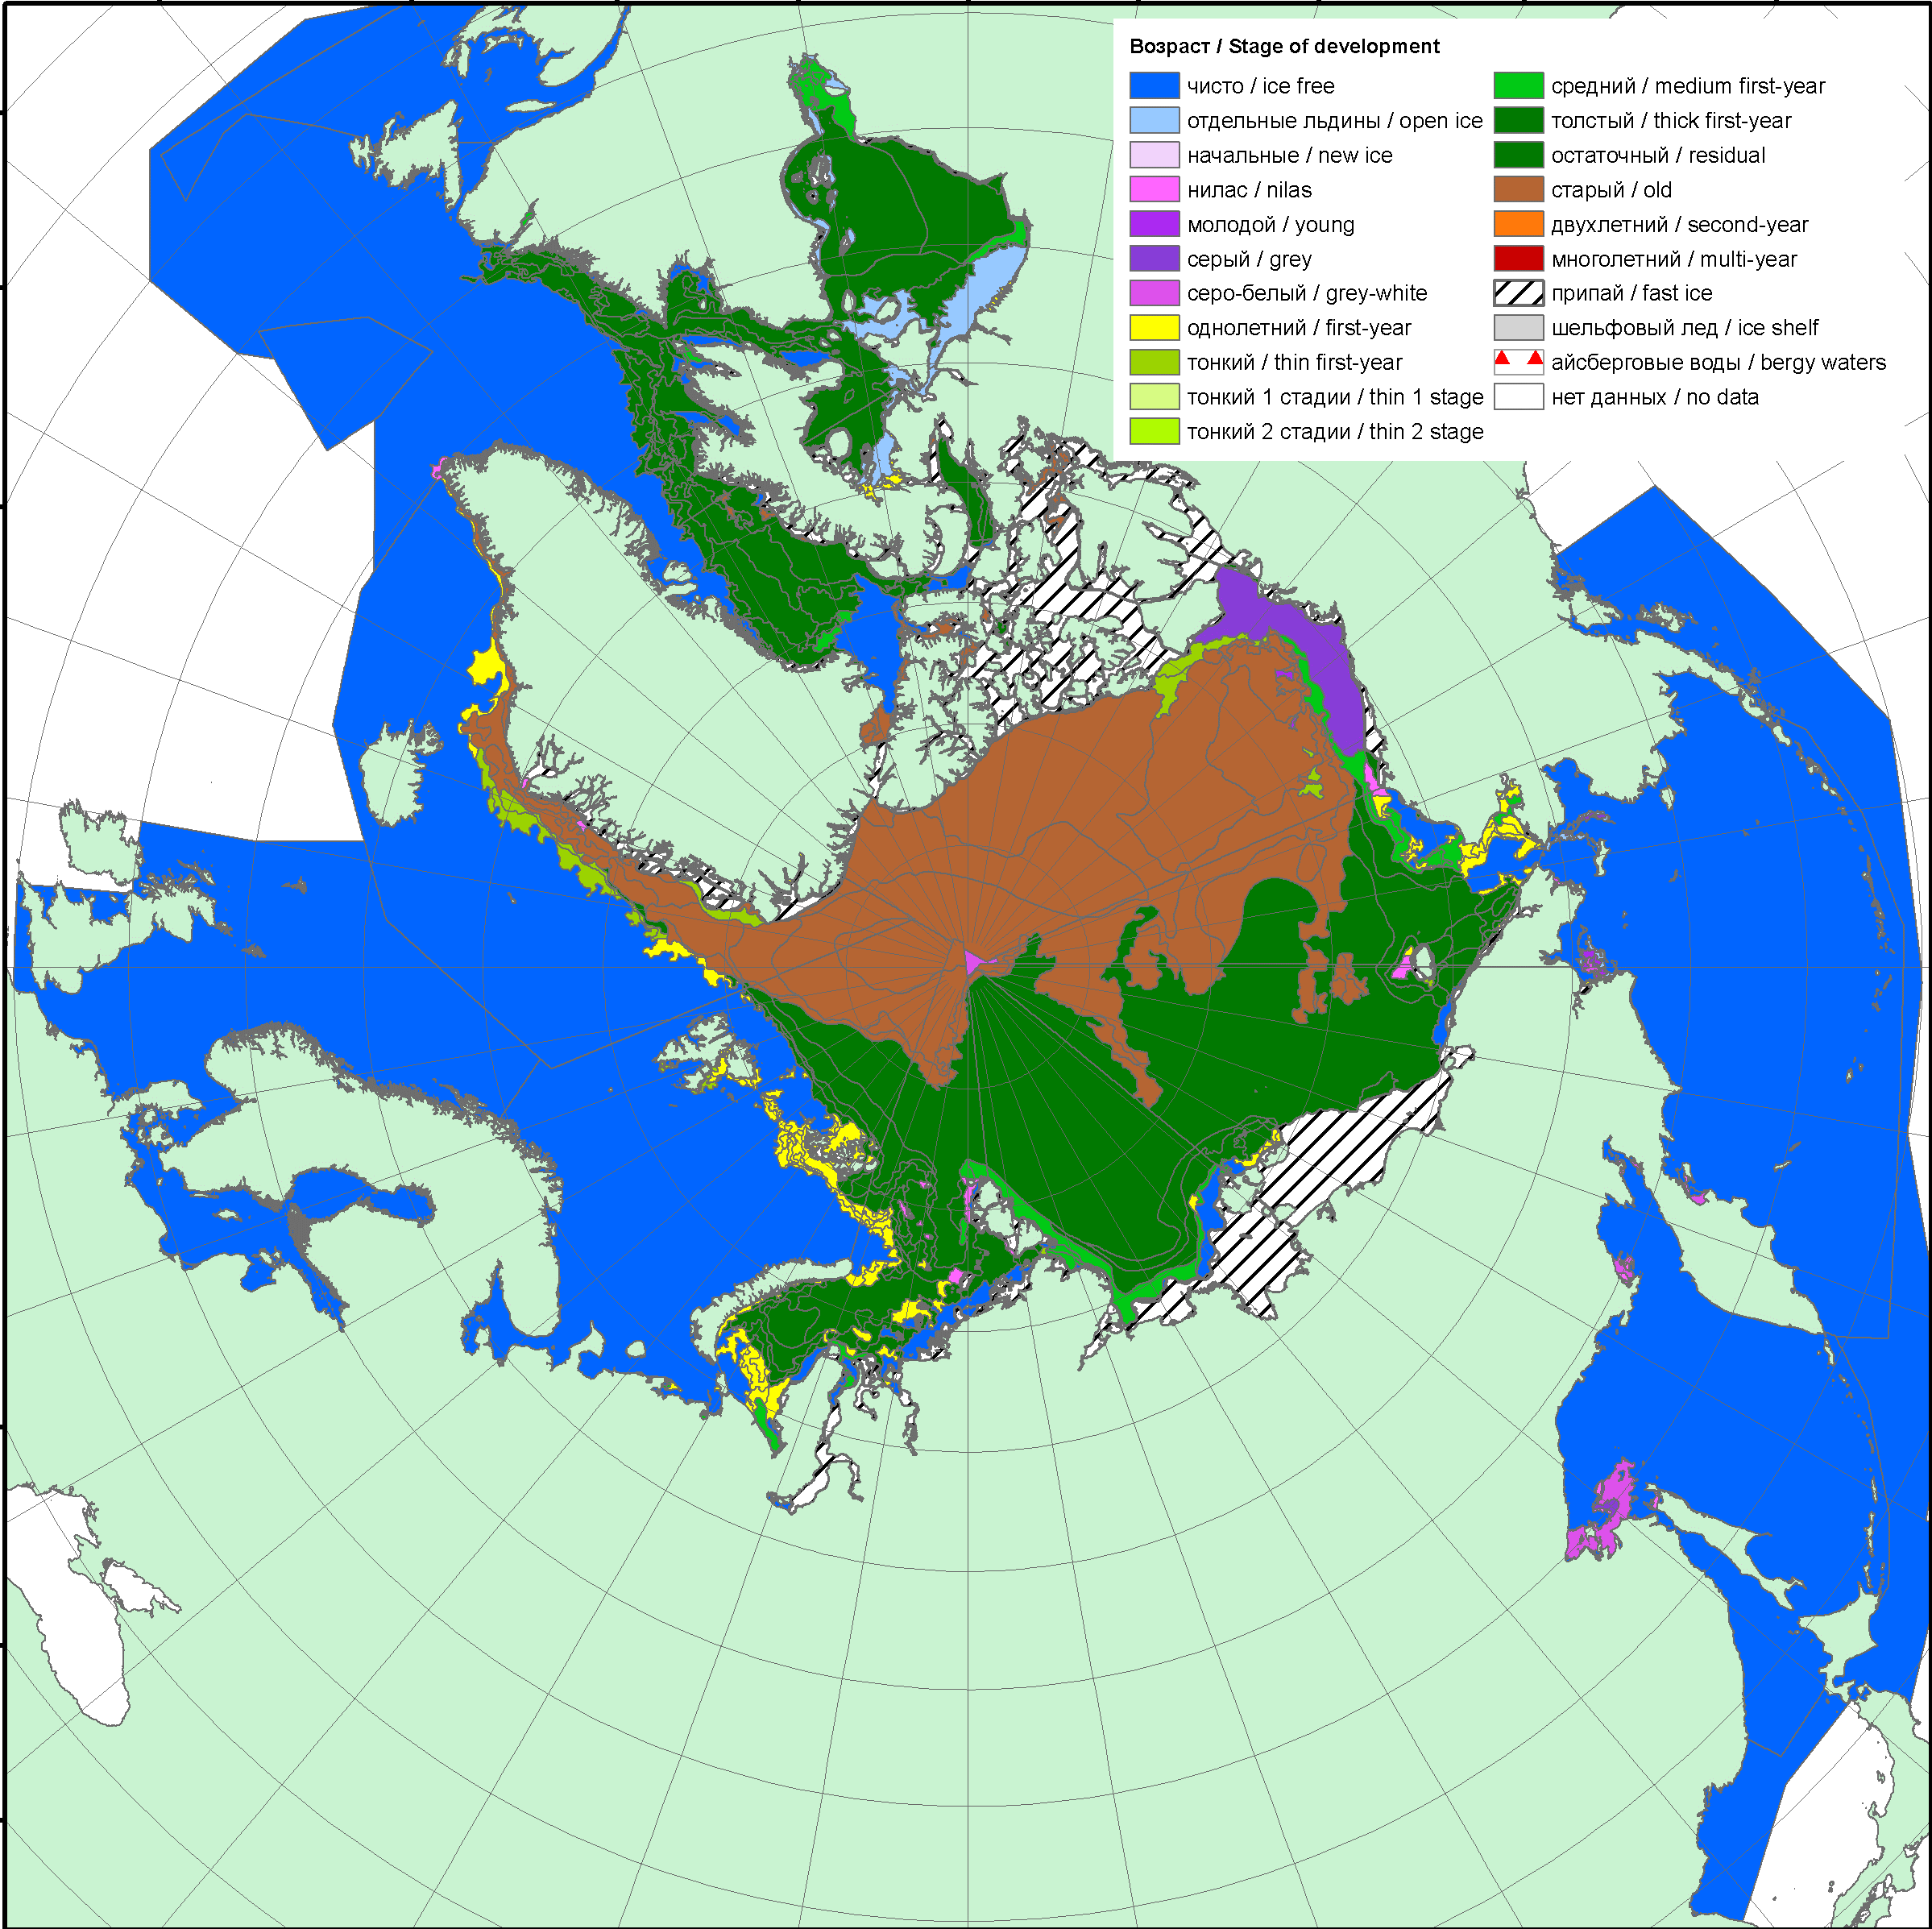 Возраст / Stage of development
чисто / ice free
отдельные льдины / open ice
начальные / new ice
нилас / nilas
молодой / young
серый / grey
серо-белый / grey-white
однолетний / first-year
тонкий / thin first-year
тонкий 1 стадии / thin 1 stage
тонкий 2 стадии / thin 2 stage
средний / medium first-year
толстый / thick first-year
остаточный / residual
старый / old
двухлетний / second-year
многолетний / multi-year
припай / fast ice
шельфовый лед / ice shelf
айсберговые воды / bergy waters
нет данных / no data